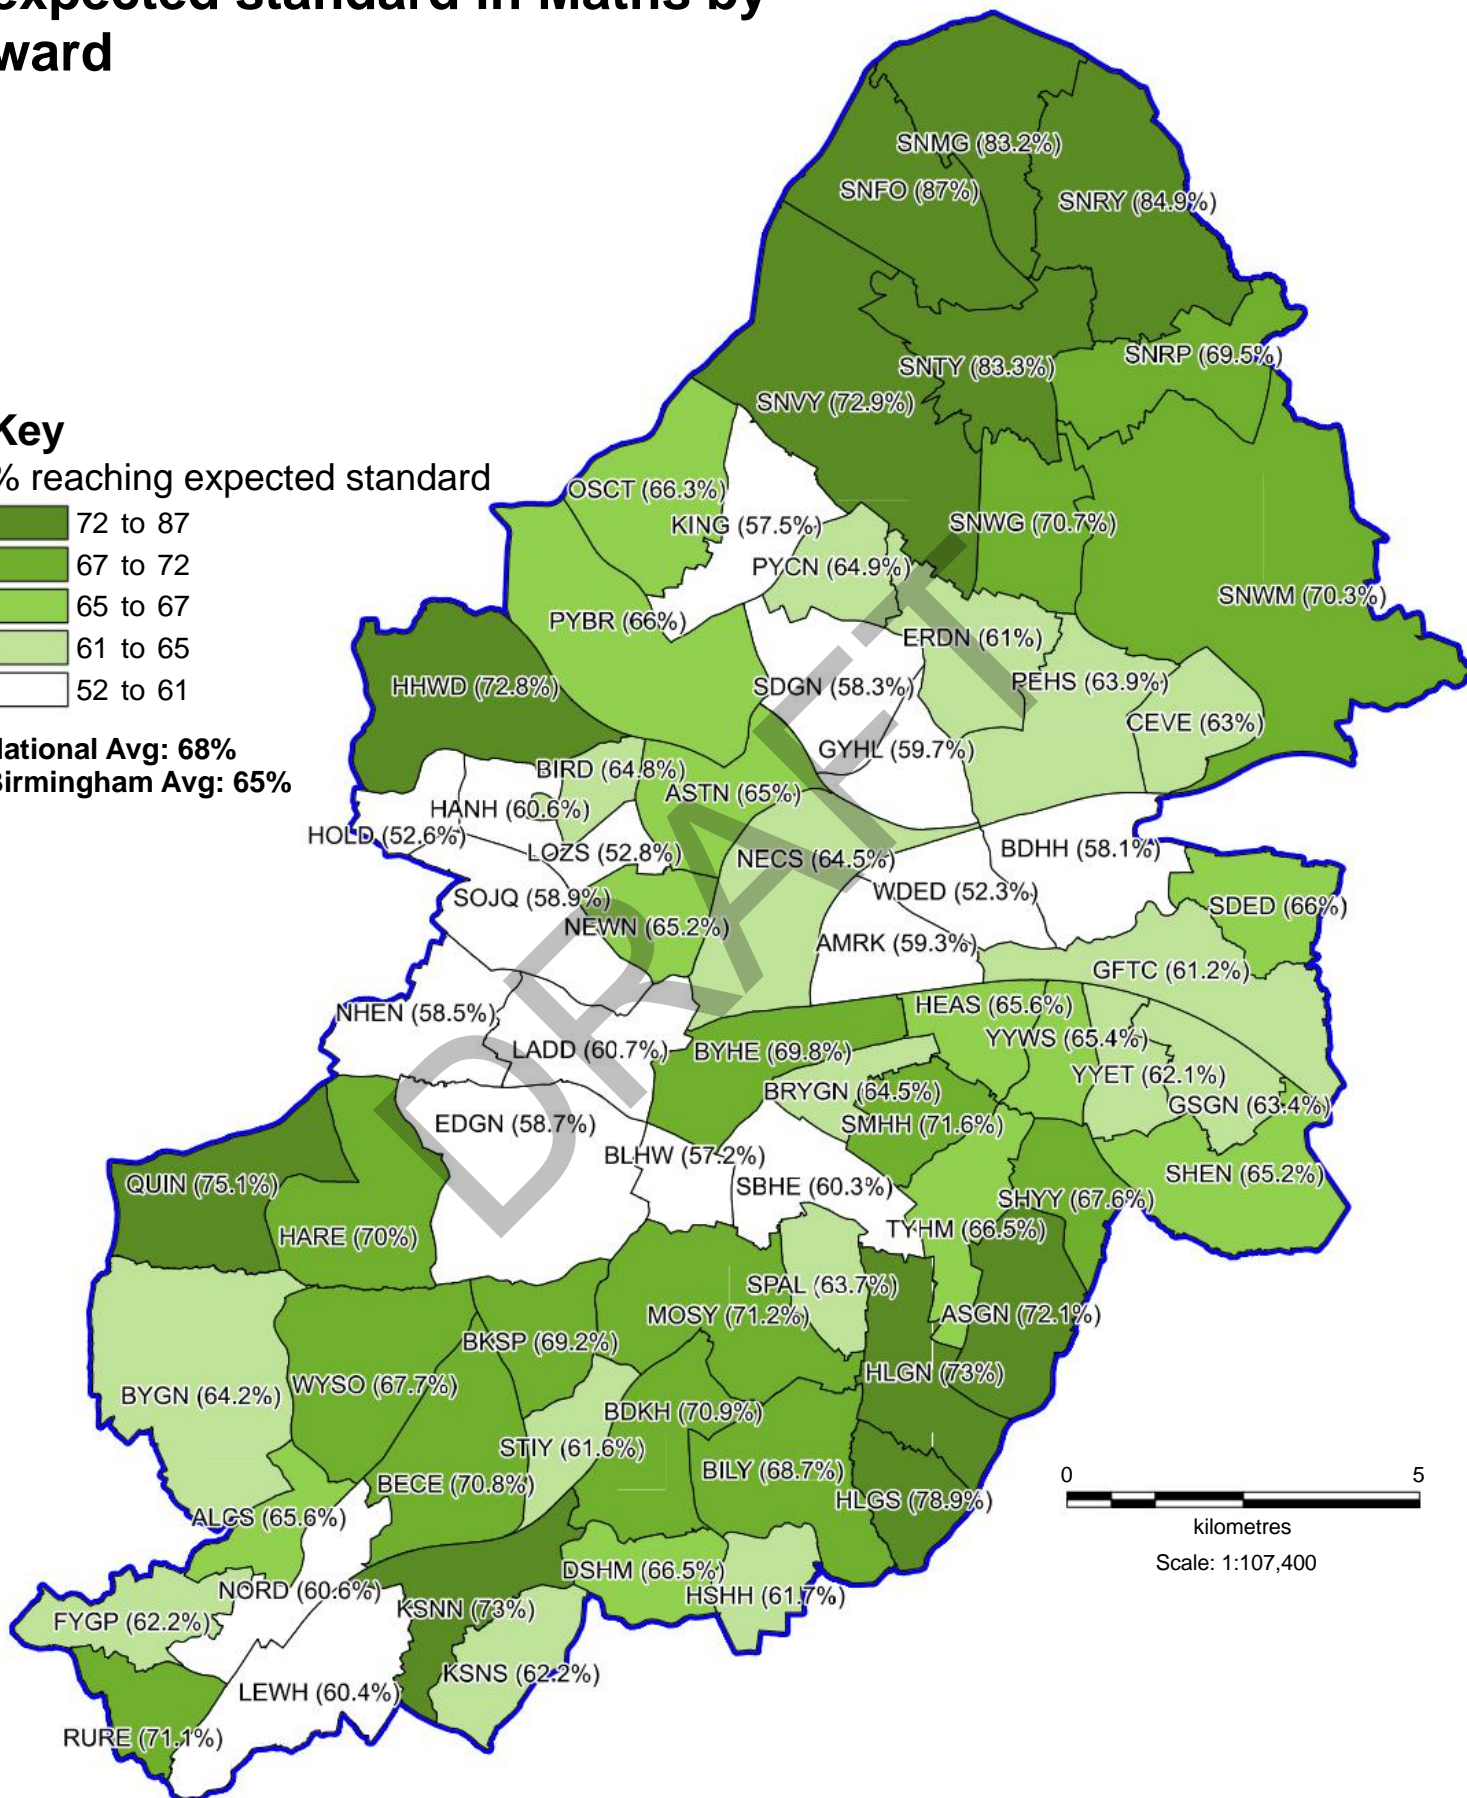 expected standard in Maths by
ward
Key
% reaching expected standard
72 to 87
67 to 72
65 to 67
61 to 65
52 to 61
National Avg: 68%
Birmingham Avg: 65%
SNMG (83.2%)
SNFO (87%)
SNRY (84.9%)
SNTY (83.3%)
SNRP (69.5%)
SNVY (72.9%)
OSCT (66.3%)
KING (57.5%)
SNWG (70.7%)
PYCN (64.9%)
SNWM (70.3%)
PYBR (66%)
ERDN (61%)
HHWD (72.8%)
SDGN (58.3%)
PEHS (63.9%)
CEVE (63%)
GYHL (59.7%)
BIRD (64.8%)
ASTN (65%)
HANH (60.6%)
HOLD (52.6%)
LOZS (52.8%)
NECS (64.5%)
BDHH (58.1%)
WDED (52.3%)
SOJQ (58.9%)
SDED (66%)
NEWN (65.2%)
AMRK (59.3%)
GFTC (61.2%)
NHEN (58.5%)
HEAS (65.6%)
YYWS (65.4%)
LADD (60.7%)
BYHE (69.8%)
YYET (62.1%)
BRYGN (64.5%)
GSGN (63.4%)
EDGN (58.7%)
SMHH (71.6%)
BLHW (57.2%)
SHEN (65.2%)
QUIN (75.1%)
SBHE (60.3%)
SHYY (67.6%)
HARE (70%)
TYHM (66.5%)
SPAL (63.7%)
MOSY (71.2%)
ASGN (72.1%)
BKSP (69.2%)
HLGN (73%)
WYSO (67.7%)
BYGN (64.2%)
BDKH (70.9%)
STIY (61.6%)
BILY (68.7%)
BECE (70.8%)
HLGS (78.9%)
ALCS (65.6%)
DSHM (66.5%)
NORD (60.6%)
HSHH (61.7%)
KSNN (73%)
FYGP (62.2%)
KSNS (62.2%)
LEWH (60.4%)
RURE (71.1%)
DRAFT
0 5
kilometres
Scale: 1:107,400